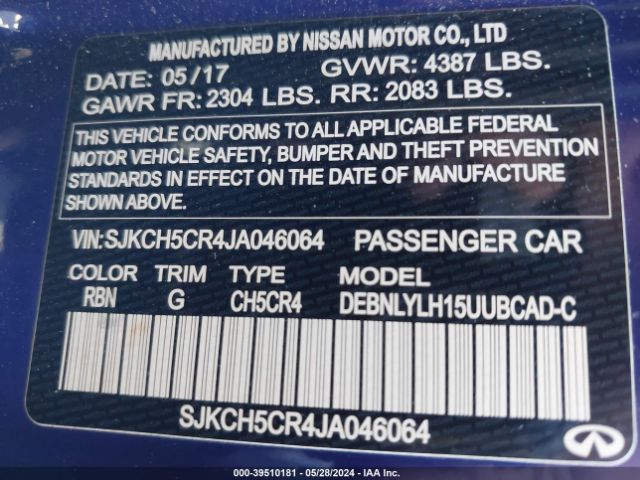 MANUFACTURED BY NISSAN MOTOR CO., LTD
DATE: 05/17 GVWR: 4387 LBS.
GAWR FR: 2304 LBS. RR: 2083 LBS.
THIS VEHICLE CONFORMS TO ALL APPLICABLE FEDERAL
MOTOR VEHICLE SAFETY, BUMPER AND THEFT PREVENTION
STANDARDS IN EFFECT ON THE DATE OF MANUFACTURE
SHOWN ABOVE.
VIN: SJKCH5CR4JA046064 PASSENGER CAR
COLOR TRIM TYPE MODEL
RBN G CH5CR4 DEBNLYLH15UUBCAD-C
SJKCH5CR4JA046064
000-39510181 - 05/28/2024 - IAA Inc.